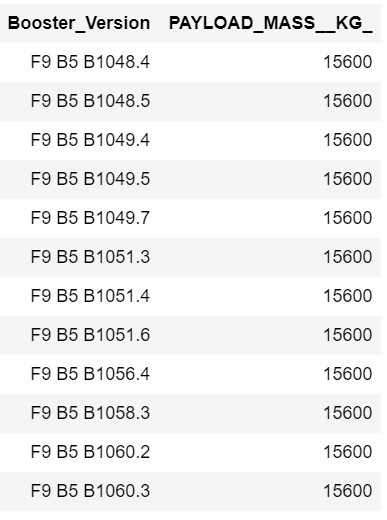 Booster_Version PAYLOAD_MASS__KG_
F9 B5 B1048.4 15600
F9 B5 B1048.5 15600
F9 B5 B1049.4 15600
F9 B5 B1049.5 15600
F9 B5 B1049.7 15600
F9 B5 B1051.3 15600
F9 B5 B1051.4 15600
F9 B5 B1051.6 15600
F9 B5 B1056.4 15600
F9 B5 B1058.3 15600
F9 B5 B1060.2 15600
F9 B5 B1060.3 15600